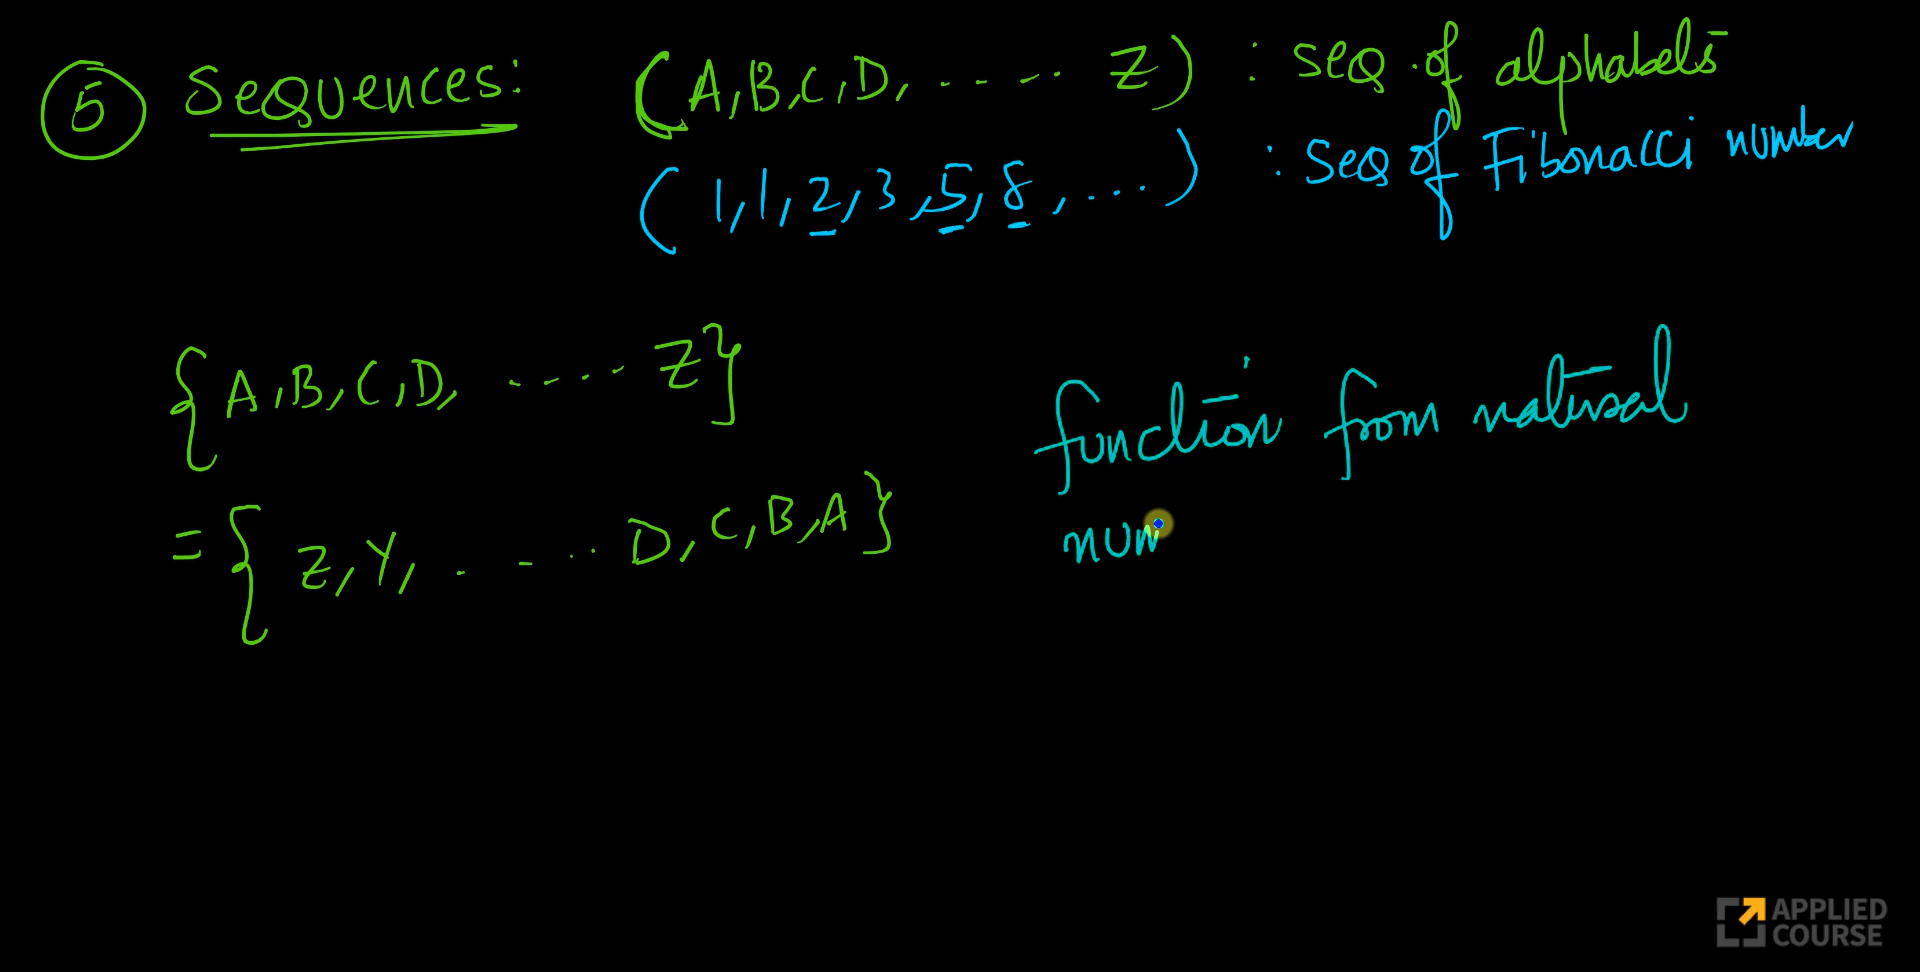 5 Sequences: (A, B, C, D, ..... Z) : seq. of alphabets
(1, 1, 2, 3, 5, 8, ...) : seq of Fibonacci number
{A, B, C, D, ..... Z}
function from natural
= {Z, Y, . - ... D, C, B, A}
num
APPLIED
COURSE